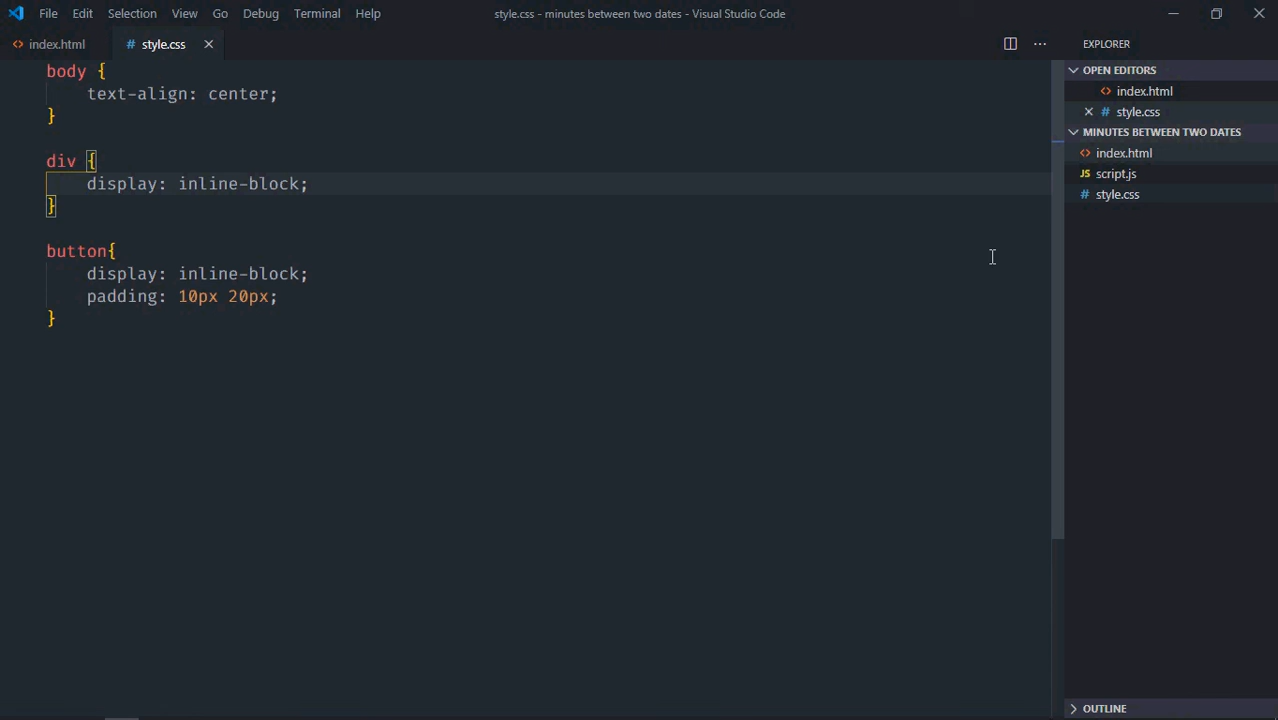 File Edit Selection View Go Debug Terminal Help
style.css - minutes between two dates - Visual Studio Code
<> index.html
# style.css
EXPLORER
body {
    text-align: center;
}
div {
    display: inline-block;
}
button{
    display: inline-block;
    padding: 10px 20px;
}
OPEN EDITORS
<> index.html
# style.css
MINUTES BETWEEN TWO DATES
<> index.html
JS script.js
# style.css
OUTLINE